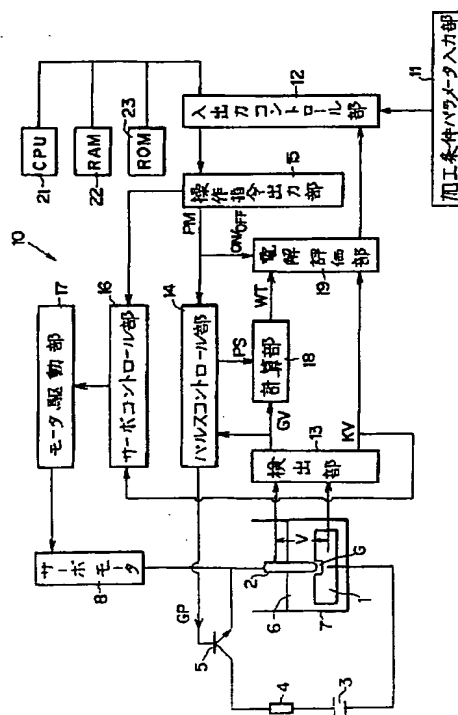 10
CPU
21
RAM
22
ROM
23
入出力コントロール部
12
加工条件パラメータ入力部
11
操作指令出力部
15
PM
ON/OFF
モータ駆動部
17
サーボコントロール部
16
パルスコントロール部
14
PS
計算部
18
WT
電解評価部
19
GV
検出部
13
KV
サーボモータ
8
GP
5
4
3
2
V
G
6
7
1